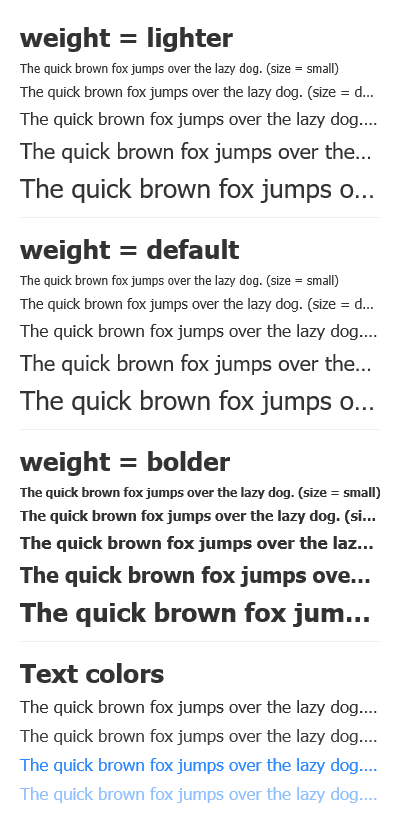 weight = lighter
The quick brown fox jumps over the lazy dog. (size = small)
The quick brown fox jumps over the lazy dog. (size = d...
The quick brown fox jumps over the lazy dog....
The quick brown fox jumps over the...
The quick brown fox jumps o...
weight = default
The quick brown fox jumps over the lazy dog. (size = small)
The quick brown fox jumps over the lazy dog. (size = d...
The quick brown fox jumps over the lazy dog....
The quick brown fox jumps over the...
The quick brown fox jumps o...
weight = bolder
The quick brown fox jumps over the lazy dog. (size = small)
The quick brown fox jumps over the lazy dog. (si...
The quick brown fox jumps over the laz...
The quick brown fox jumps ove...
The quick brown fox jum...
Text colors
The quick brown fox jumps over the lazy dog....
The quick brown fox jumps over the lazy dog....
The quick brown fox jumps over the lazy dog....
The quick brown fox jumps over the lazy dog....